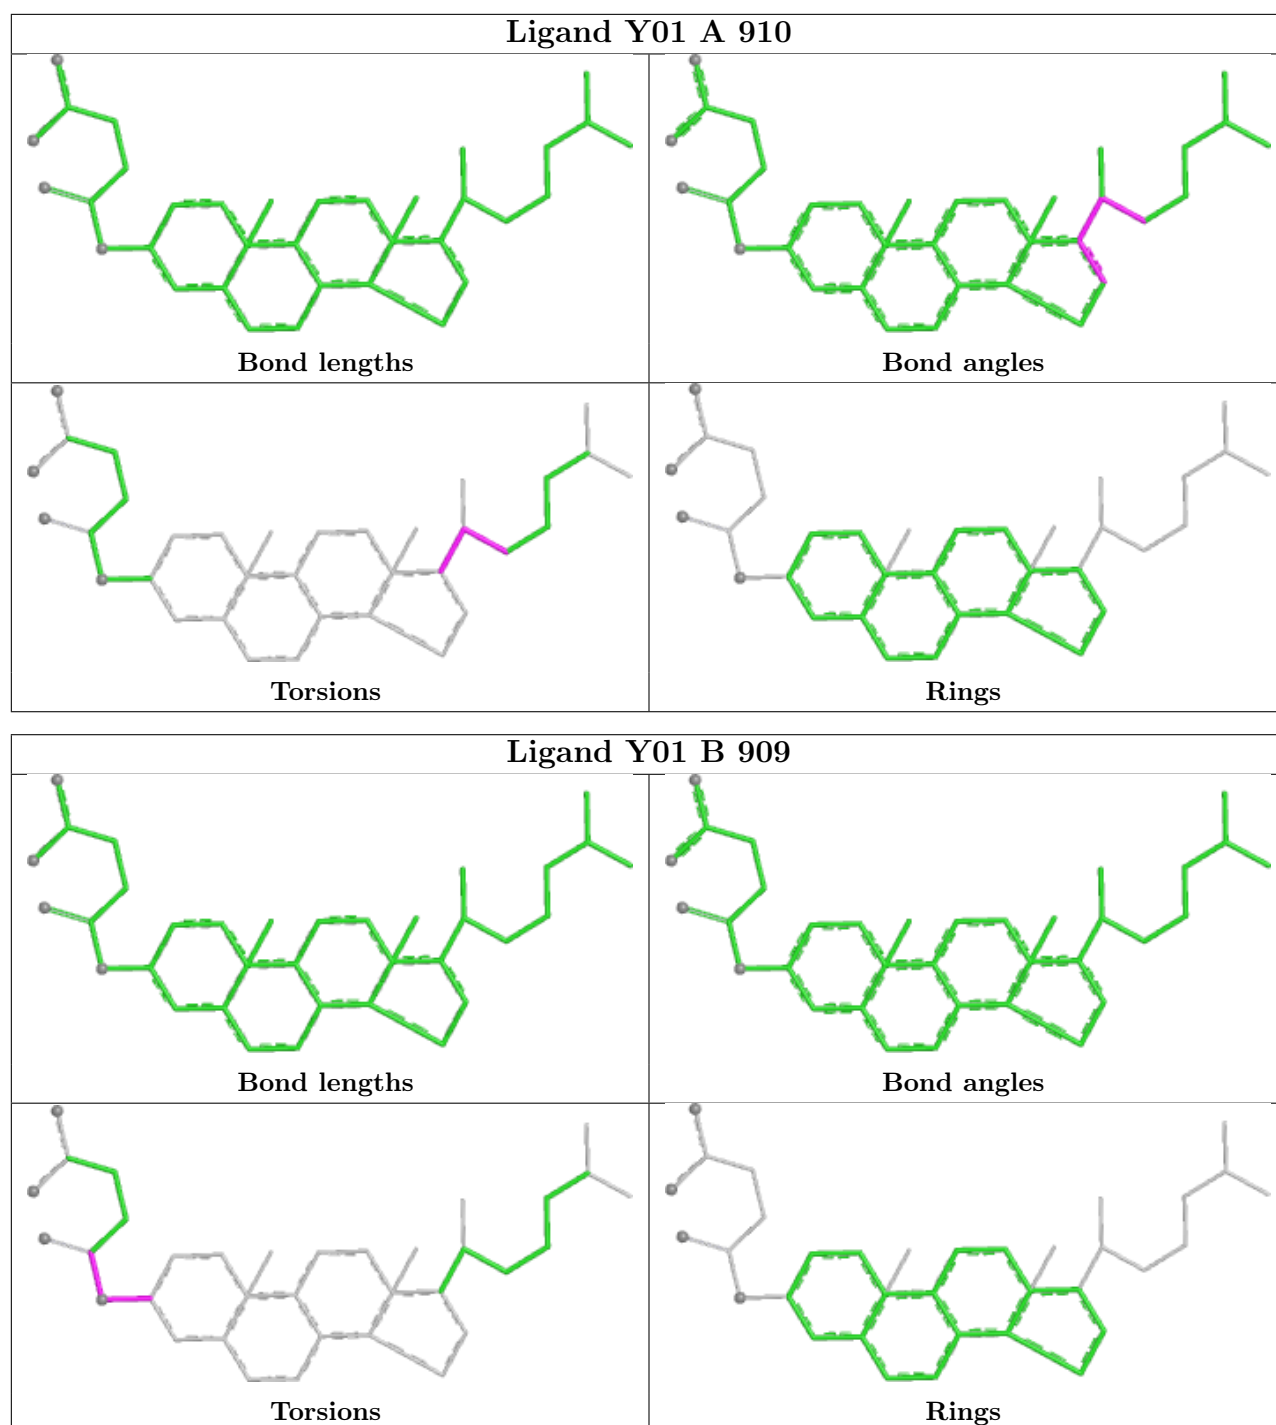 Ligand Y01 A 910
Bond lengths
Bond angles
Torsions
Rings
Ligand Y01 B 909
Bond lengths
Bond angles
Torsions
Rings